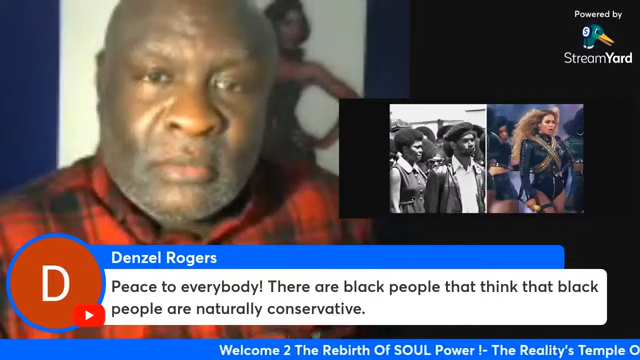 Powered by
StreamYard
D
Denzel Rogers
Peace to everybody! There are black people that think that black
people are naturally conservative.
Welcome 2 The Rebirth Of SOUL Power !- The Reality's Temple O